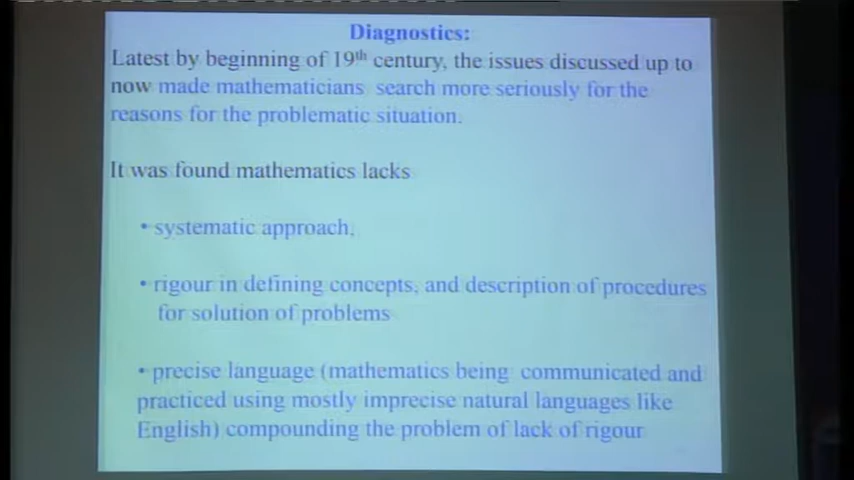 Diagnostics:
Latest by beginning of 19th century, the issues discussed up to
now made mathematicians search more seriously for the
reasons for the problematic situation.
It was found mathematics lacks
• systematic approach,
• rigour in defining concepts, and description of procedures
for solution of problems
• precise language (mathematics being communicated and
practiced using mostly imprecise natural languages like
English) compounding the problem of lack of rigour